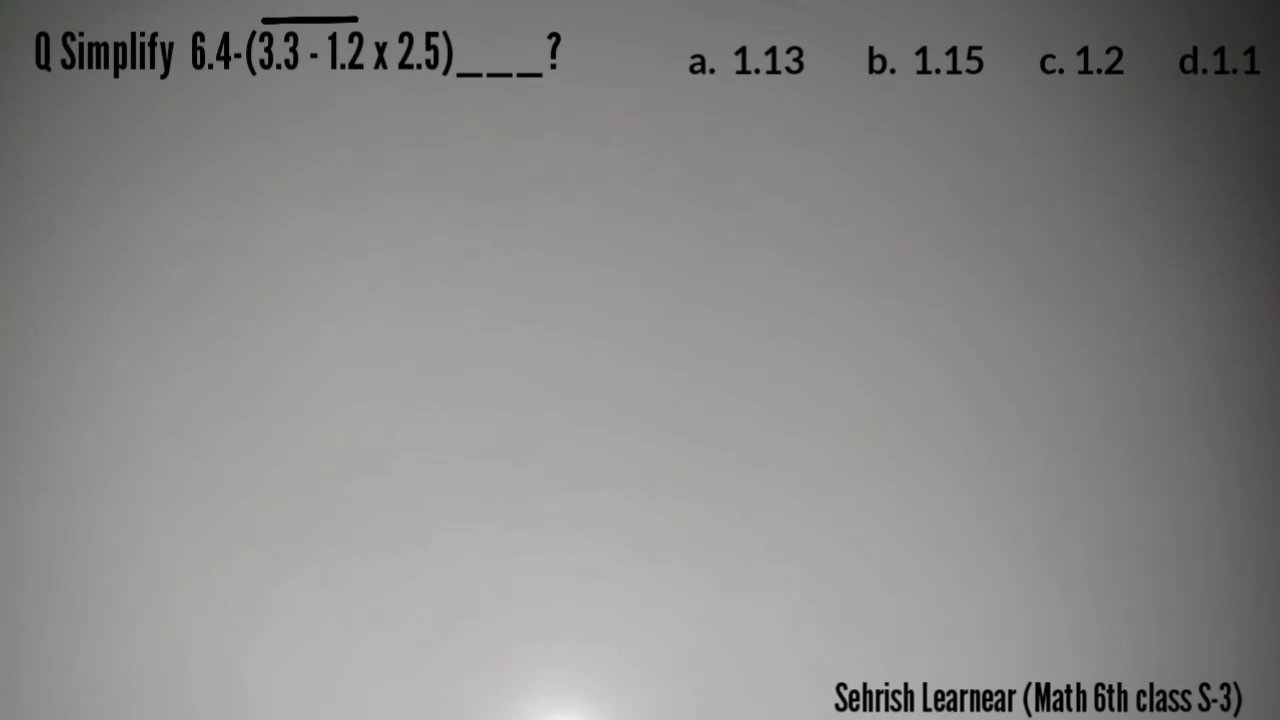 Q Simplify 6.4-(3.3 - 1.2 x 2.5)____? a. 1.13 b. 1.15 c. 1.2 d.1.1
Sehrish Learnear (Math 6th class S-3)